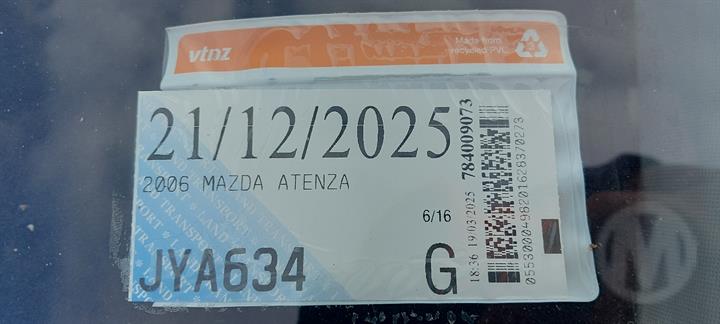 vtnz
Made from
recycled PVC
21/12/2025
2006 MAZDA ATENZA
6/16
JYA634
G
18:36 19/03/2025
784009073
0553000498201628370273
M